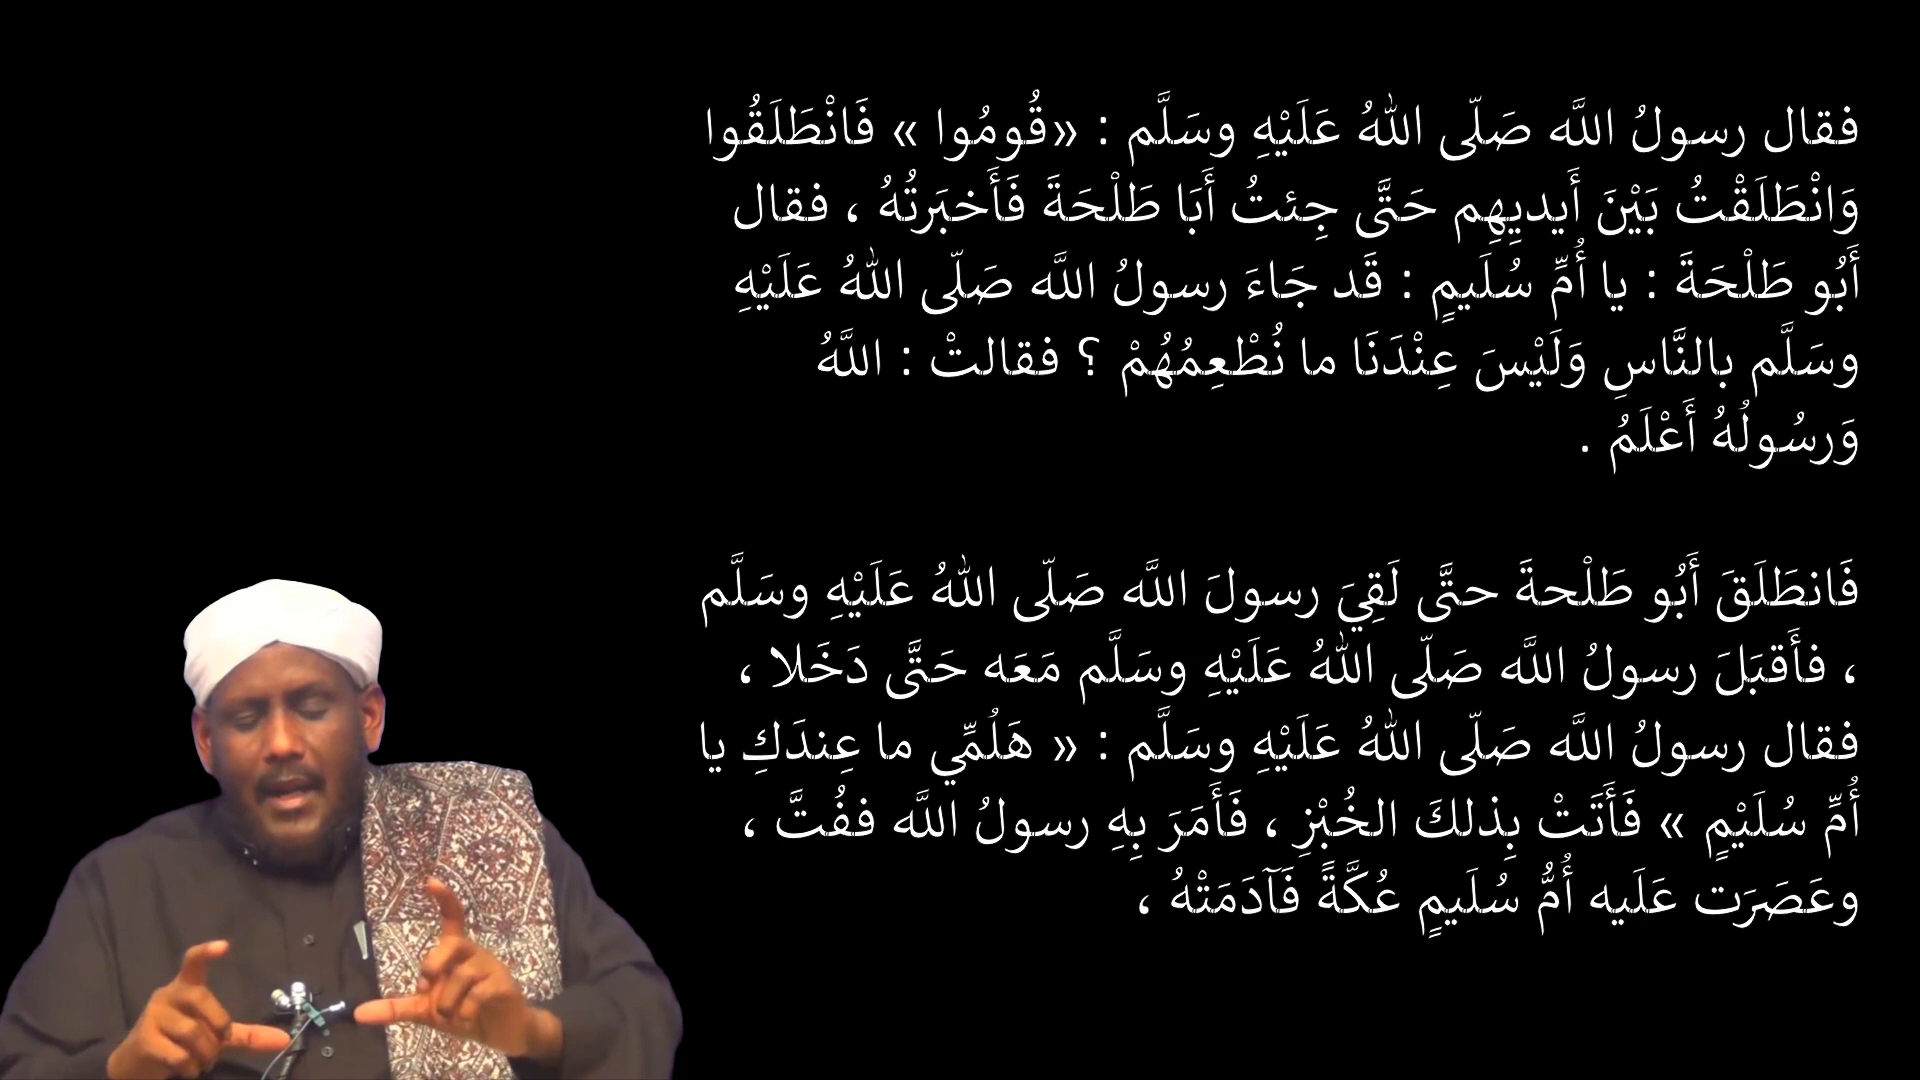 فقال رسولُ اللَّه صَلّى اللهُ عَلَيْهِ وسَلَّم : «قُومُوا » فَانْطَلَقُوا
وَانْطَلَقْتُ بَيْنَ أَيديِهِم حَتَّى جِئتُ أَبَا طَلْحَةَ فَأَخبَرتُهُ ، فقال
أَبُو طَلْحَةَ : يا أُمِّ سُلَيمٍ : قَد جَاءَ رسولُ اللَّه صَلّى اللهُ عَلَيْهِ
وسَلَّم بالنَّاسِ وَلَيْسَ عِنْدَنَا ما نُطْعِمُهُمْ ؟ فقالتْ : اللَّهُ
وَرسُولُهُ أَعْلَمُ .
فَانطَلَقَ أَبُو طَلْحةَ حتَّى لَقِيَ رسولَ اللَّه صَلّى اللهُ عَلَيْهِ وسَلَّم
، فأَقبَلَ رسولُ اللَّه صَلّى اللهُ عَلَيْهِ وسَلَّم مَعَه حَتَّى دَخَلا ،
فقال رسولُ اللَّه صَلّى اللهُ عَلَيْهِ وسَلَّم : « هَلُمِّي ما عِندَكِ يا
أُمِّ سُلَيْمٍ » فَأَتَتْ بِذلكَ الخُبْزِ ، فَأَمَرَ بِهِ رسولُ اللَّه ففُتَّ ،
وعَصَرَت عَلَيه أُمُّ سُلَيمٍ عُكَّةً فَآدَمَتْهُ ،